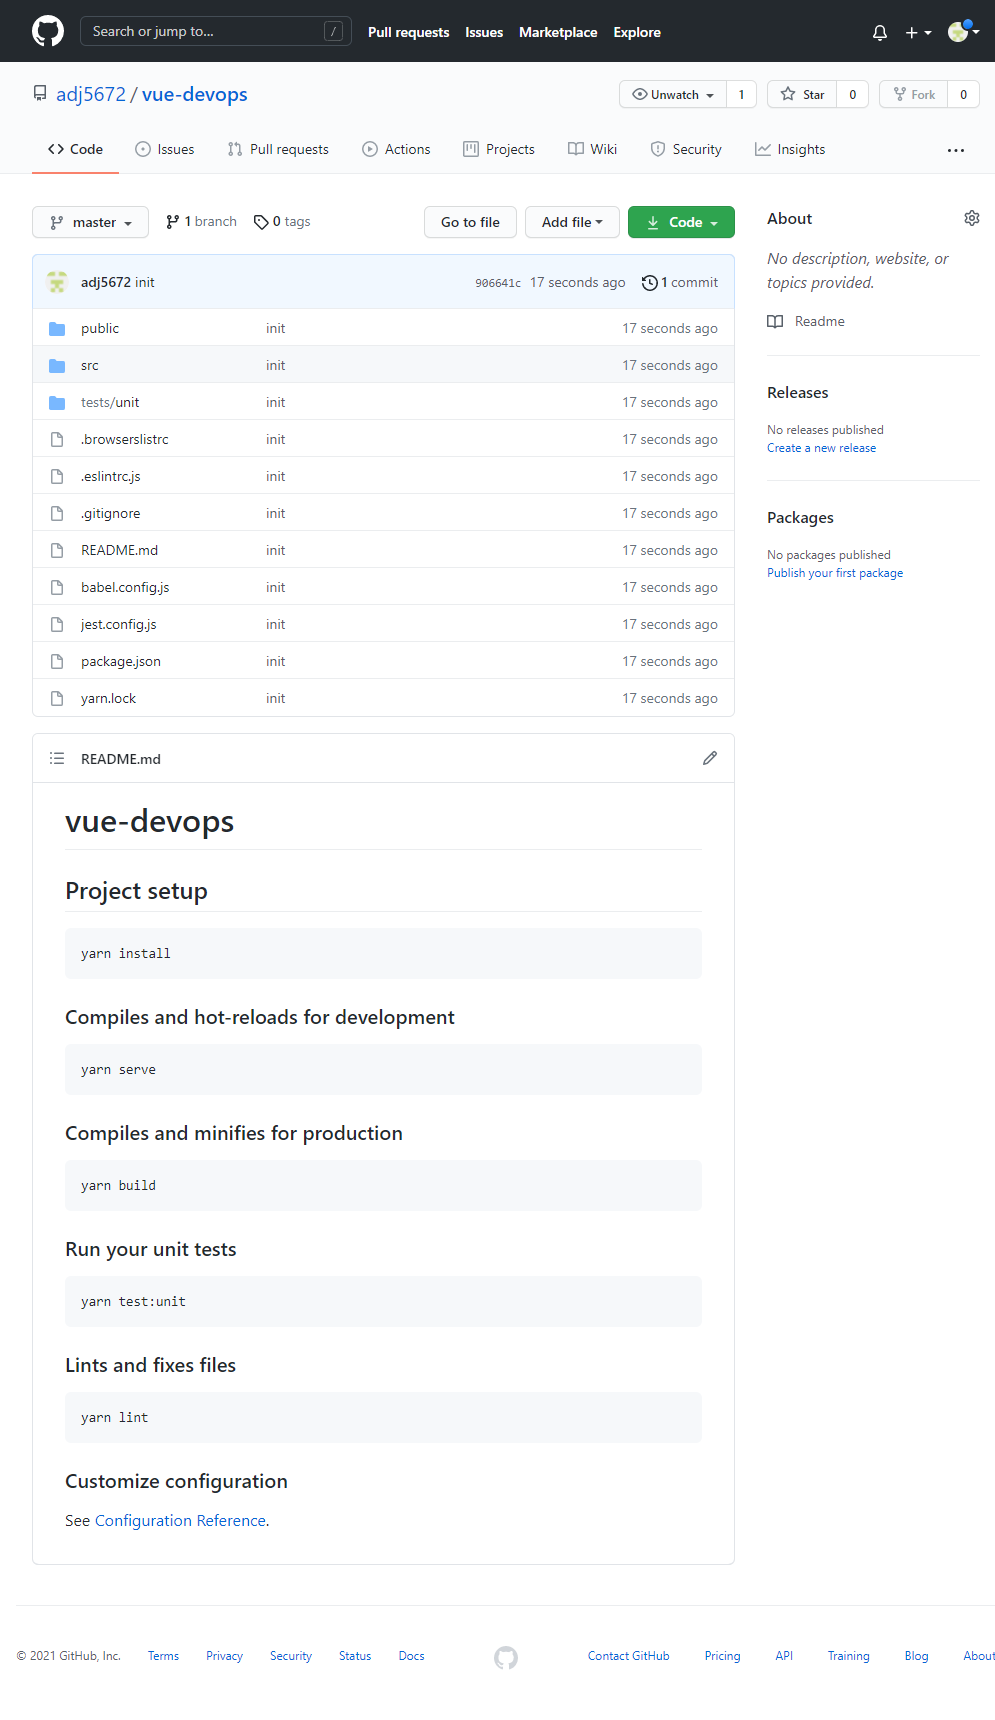 Search or jump to... / Pull requests Issues Marketplace Explore
adj5672 / vue-devops Unwatch 1 Star 0 Fork 0
Code Issues Pull requests Actions Projects Wiki Security Insights ...
master 1 branch 0 tags Go to file Add file Code
adj5672 init 906641c 17 seconds ago 1 commit
public init 17 seconds ago
src init 17 seconds ago
tests/unit init 17 seconds ago
.browserslistrc init 17 seconds ago
.eslintrc.js init 17 seconds ago
.gitignore init 17 seconds ago
README.md init 17 seconds ago
babel.config.js init 17 seconds ago
jest.config.js init 17 seconds ago
package.json init 17 seconds ago
yarn.lock init 17 seconds ago
About
No description, website, or
topics provided.
Readme
Releases
No releases published
Create a new release
Packages
No packages published
Publish your first package
README.md
vue-devops
Project setup
yarn install
Compiles and hot-reloads for development
yarn serve
Compiles and minifies for production
yarn build
Run your unit tests
yarn test:unit
Lints and fixes files
yarn lint
Customize configuration
See Configuration Reference.
© 2021 GitHub, Inc. Terms Privacy Security Status Docs Contact GitHub Pricing API Training Blog About